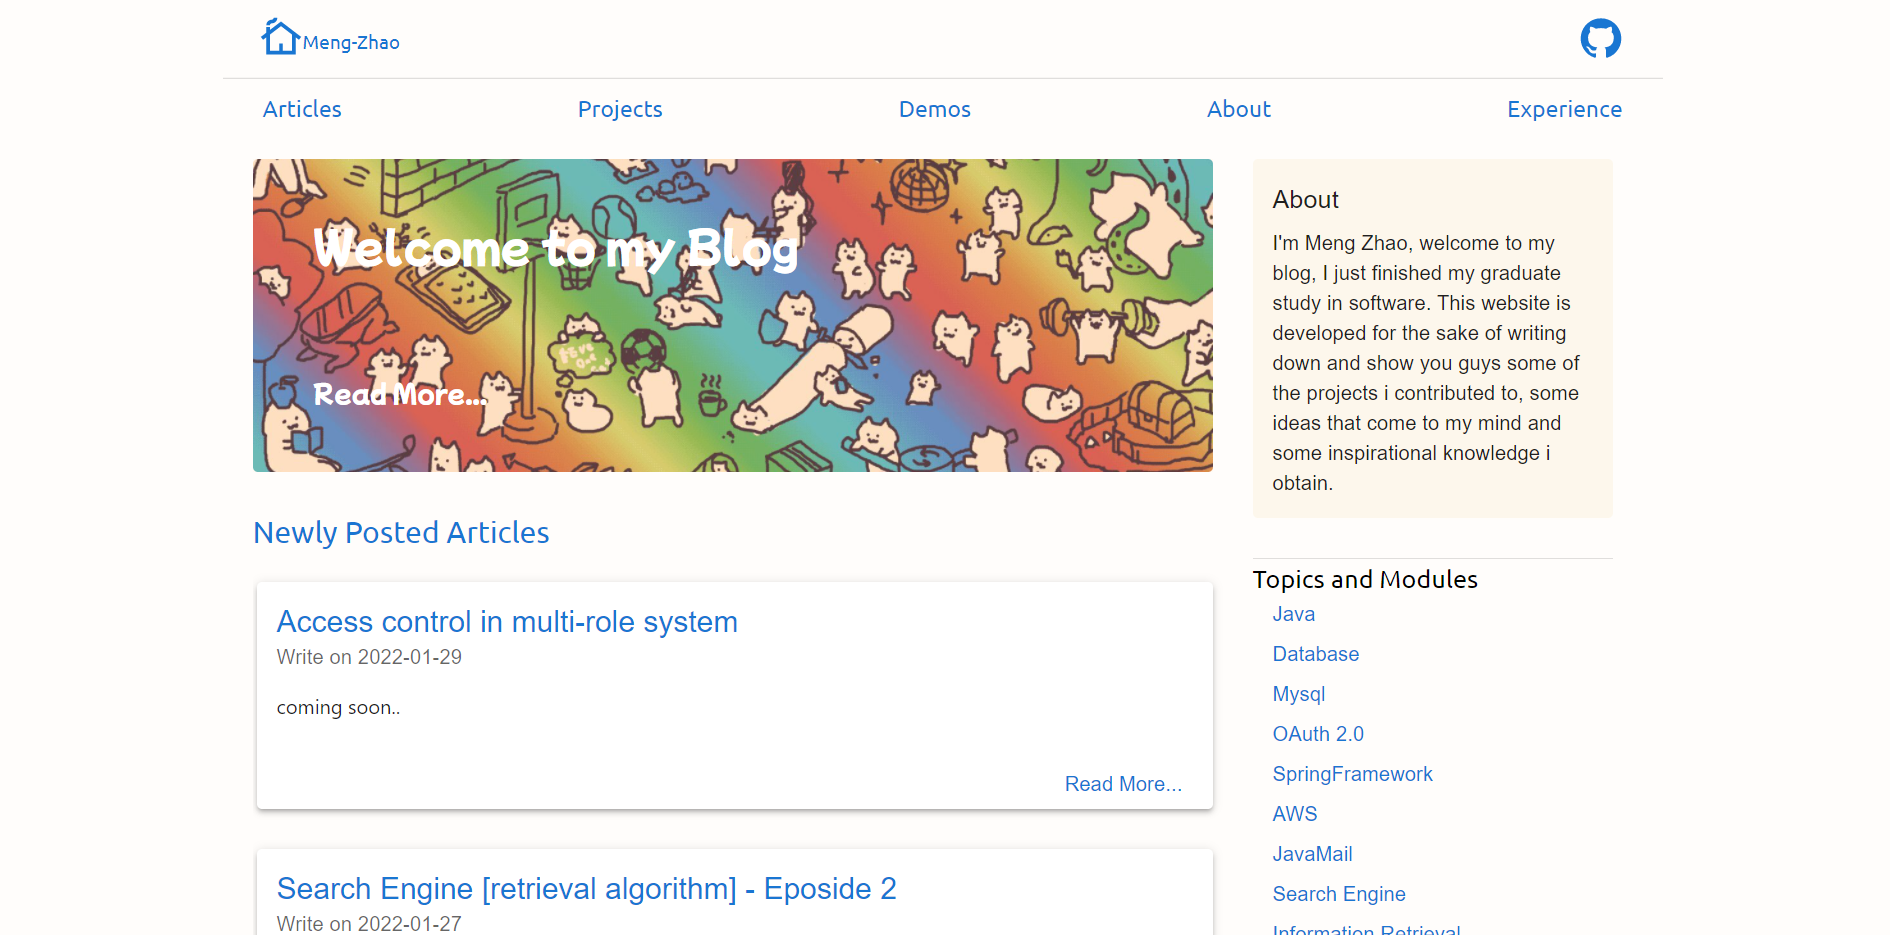 Meng-Zhao
Articles Projects Demos About Experience
Welcome to my Blog
Read More...
Newly Posted Articles
Access control in multi-role system
Write on 2022-01-29
coming soon..
Read More...
Search Engine [retrieval algorithm] - Eposide 2
Write on 2022-01-27
About
I'm Meng Zhao, welcome to my
blog, I just finished my graduate
study in software. This website is
developed for the sake of writing
down and show you guys some of
the projects i contributed to, some
ideas that come to my mind and
some inspirational knowledge i
obtain.
Topics and Modules
Java
Database
Mysql
OAuth 2.0
SpringFramework
AWS
JavaMail
Search Engine
Information Retrieval